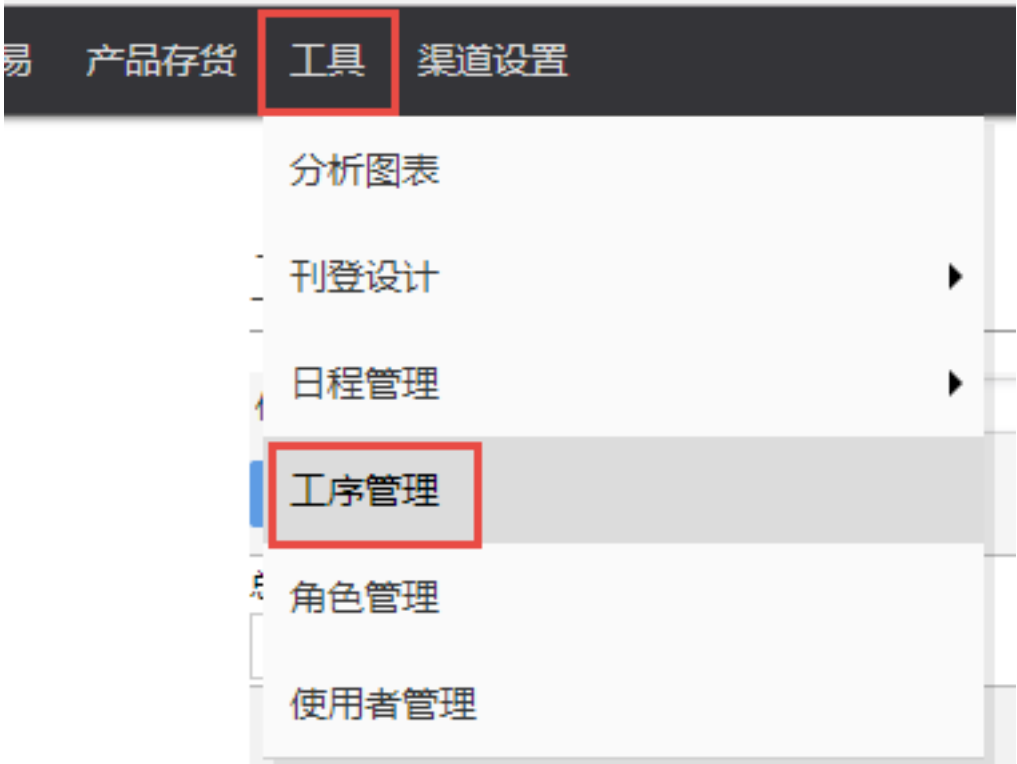 易 产品存货 工具 渠道设置
分析图表
刊登设计
日程管理
工序管理
角色管理
使用者管理